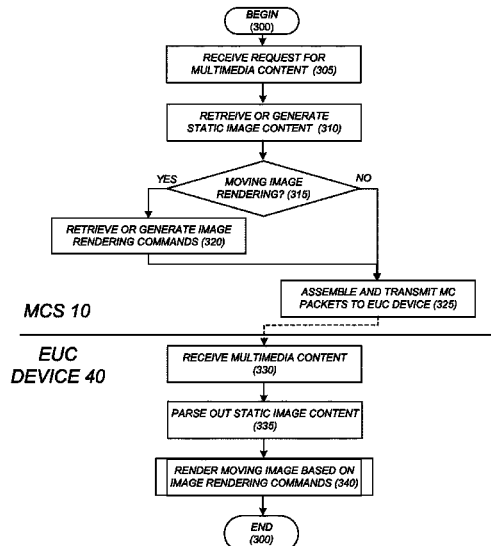 BEGIN
(300)
RECEIVE REQUEST FOR
MULTIMEDIA CONTENT (305)
RETREIVE OR GENERATE
STATIC IMAGE CONTENT (310)
YES
MOVING IMAGE
RENDERING? (315)
NO
RETRIEVE OR GENERATE IMAGE
RENDERING COMMANDS (320)
ASSEMBLE AND TRANSMIT MC
PACKETS TO EUC DEVICE (325)
MCS 10
EUC
DEVICE 40
RECEIVE MULTIMEDIA CONTENT
(330)
PARSE OUT STATIC IMAGE CONTENT
(335)
RENDER MOVING IMAGE BASED ON
IMAGE RENDERING COMMANDS (340)
END
(300)